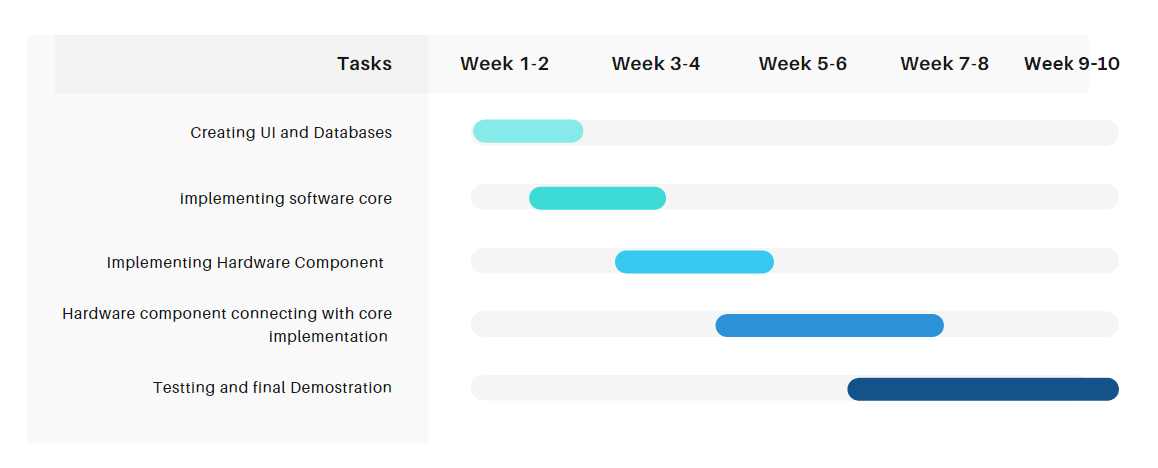 Tasks Week 1-2 Week 3-4 Week 5-6 Week 7-8 Week 9-10
Creating UI and Databases
implementing software core
Implementing Hardware Component
Hardware component connecting with core
implementation
Testting and final Demostration